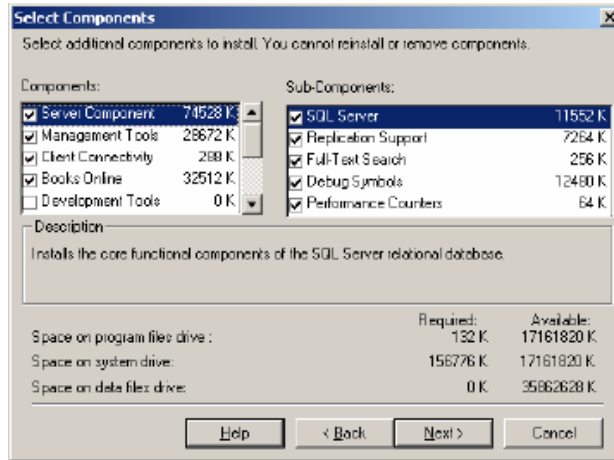 Select Components
Select additional components to install. You cannot reinstall or remove components.
Components:
Server Component 74528 K
Management Tools 28672 K
Client Connectivity 288 K
Books Online 32512 K
Development Tools 0 K
Sub-Components:
SQL Server 11552 K
Replication Support 7264 K
Full-Text Search 256 K
Debug Symbols 12480 K
Performance Counters 64 K
Description
Installs the core functional components of the SQL Server relational database.
Required: Available:
Space on program files drive : 132 K 17161820 K
Space on system drive: 156776 K 17161820 K
Space on data files drive: 0 K 35862628 K
Help < Back Next > Cancel